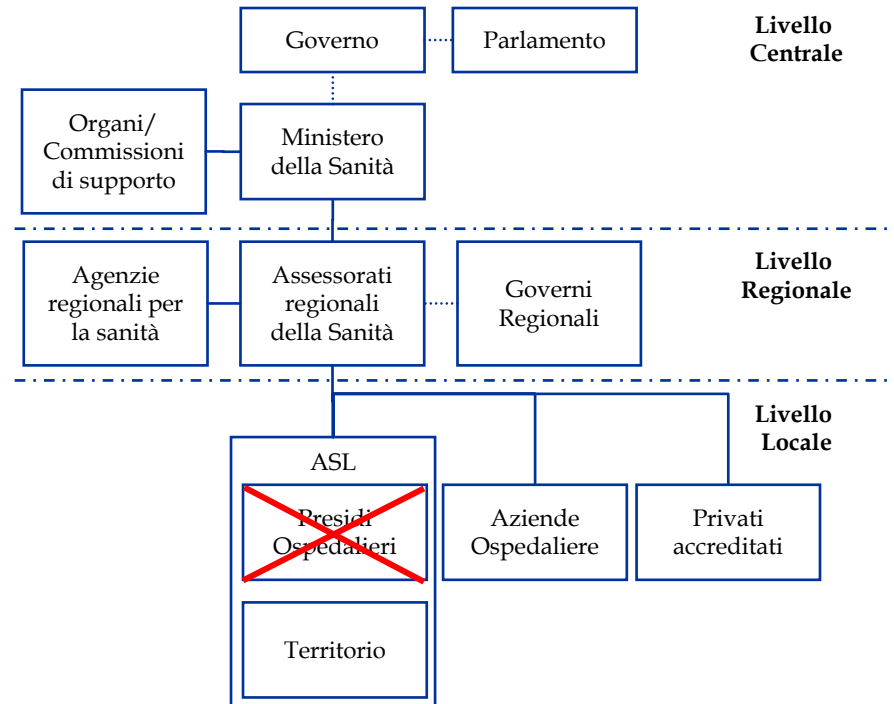 Governo
Parlamento
Livello
Centrale
Organi/
Commissioni
di supporto
Ministero
della Sanità
Agenzie
regionali per
la sanità
Assessorati
regionali
della Sanità
Governi
Regionali
Livello
Regionale
Livello
Locale
ASL
Presidi
Ospedalieri
Aziende
Ospedaliere
Privati
accreditati
Territorio